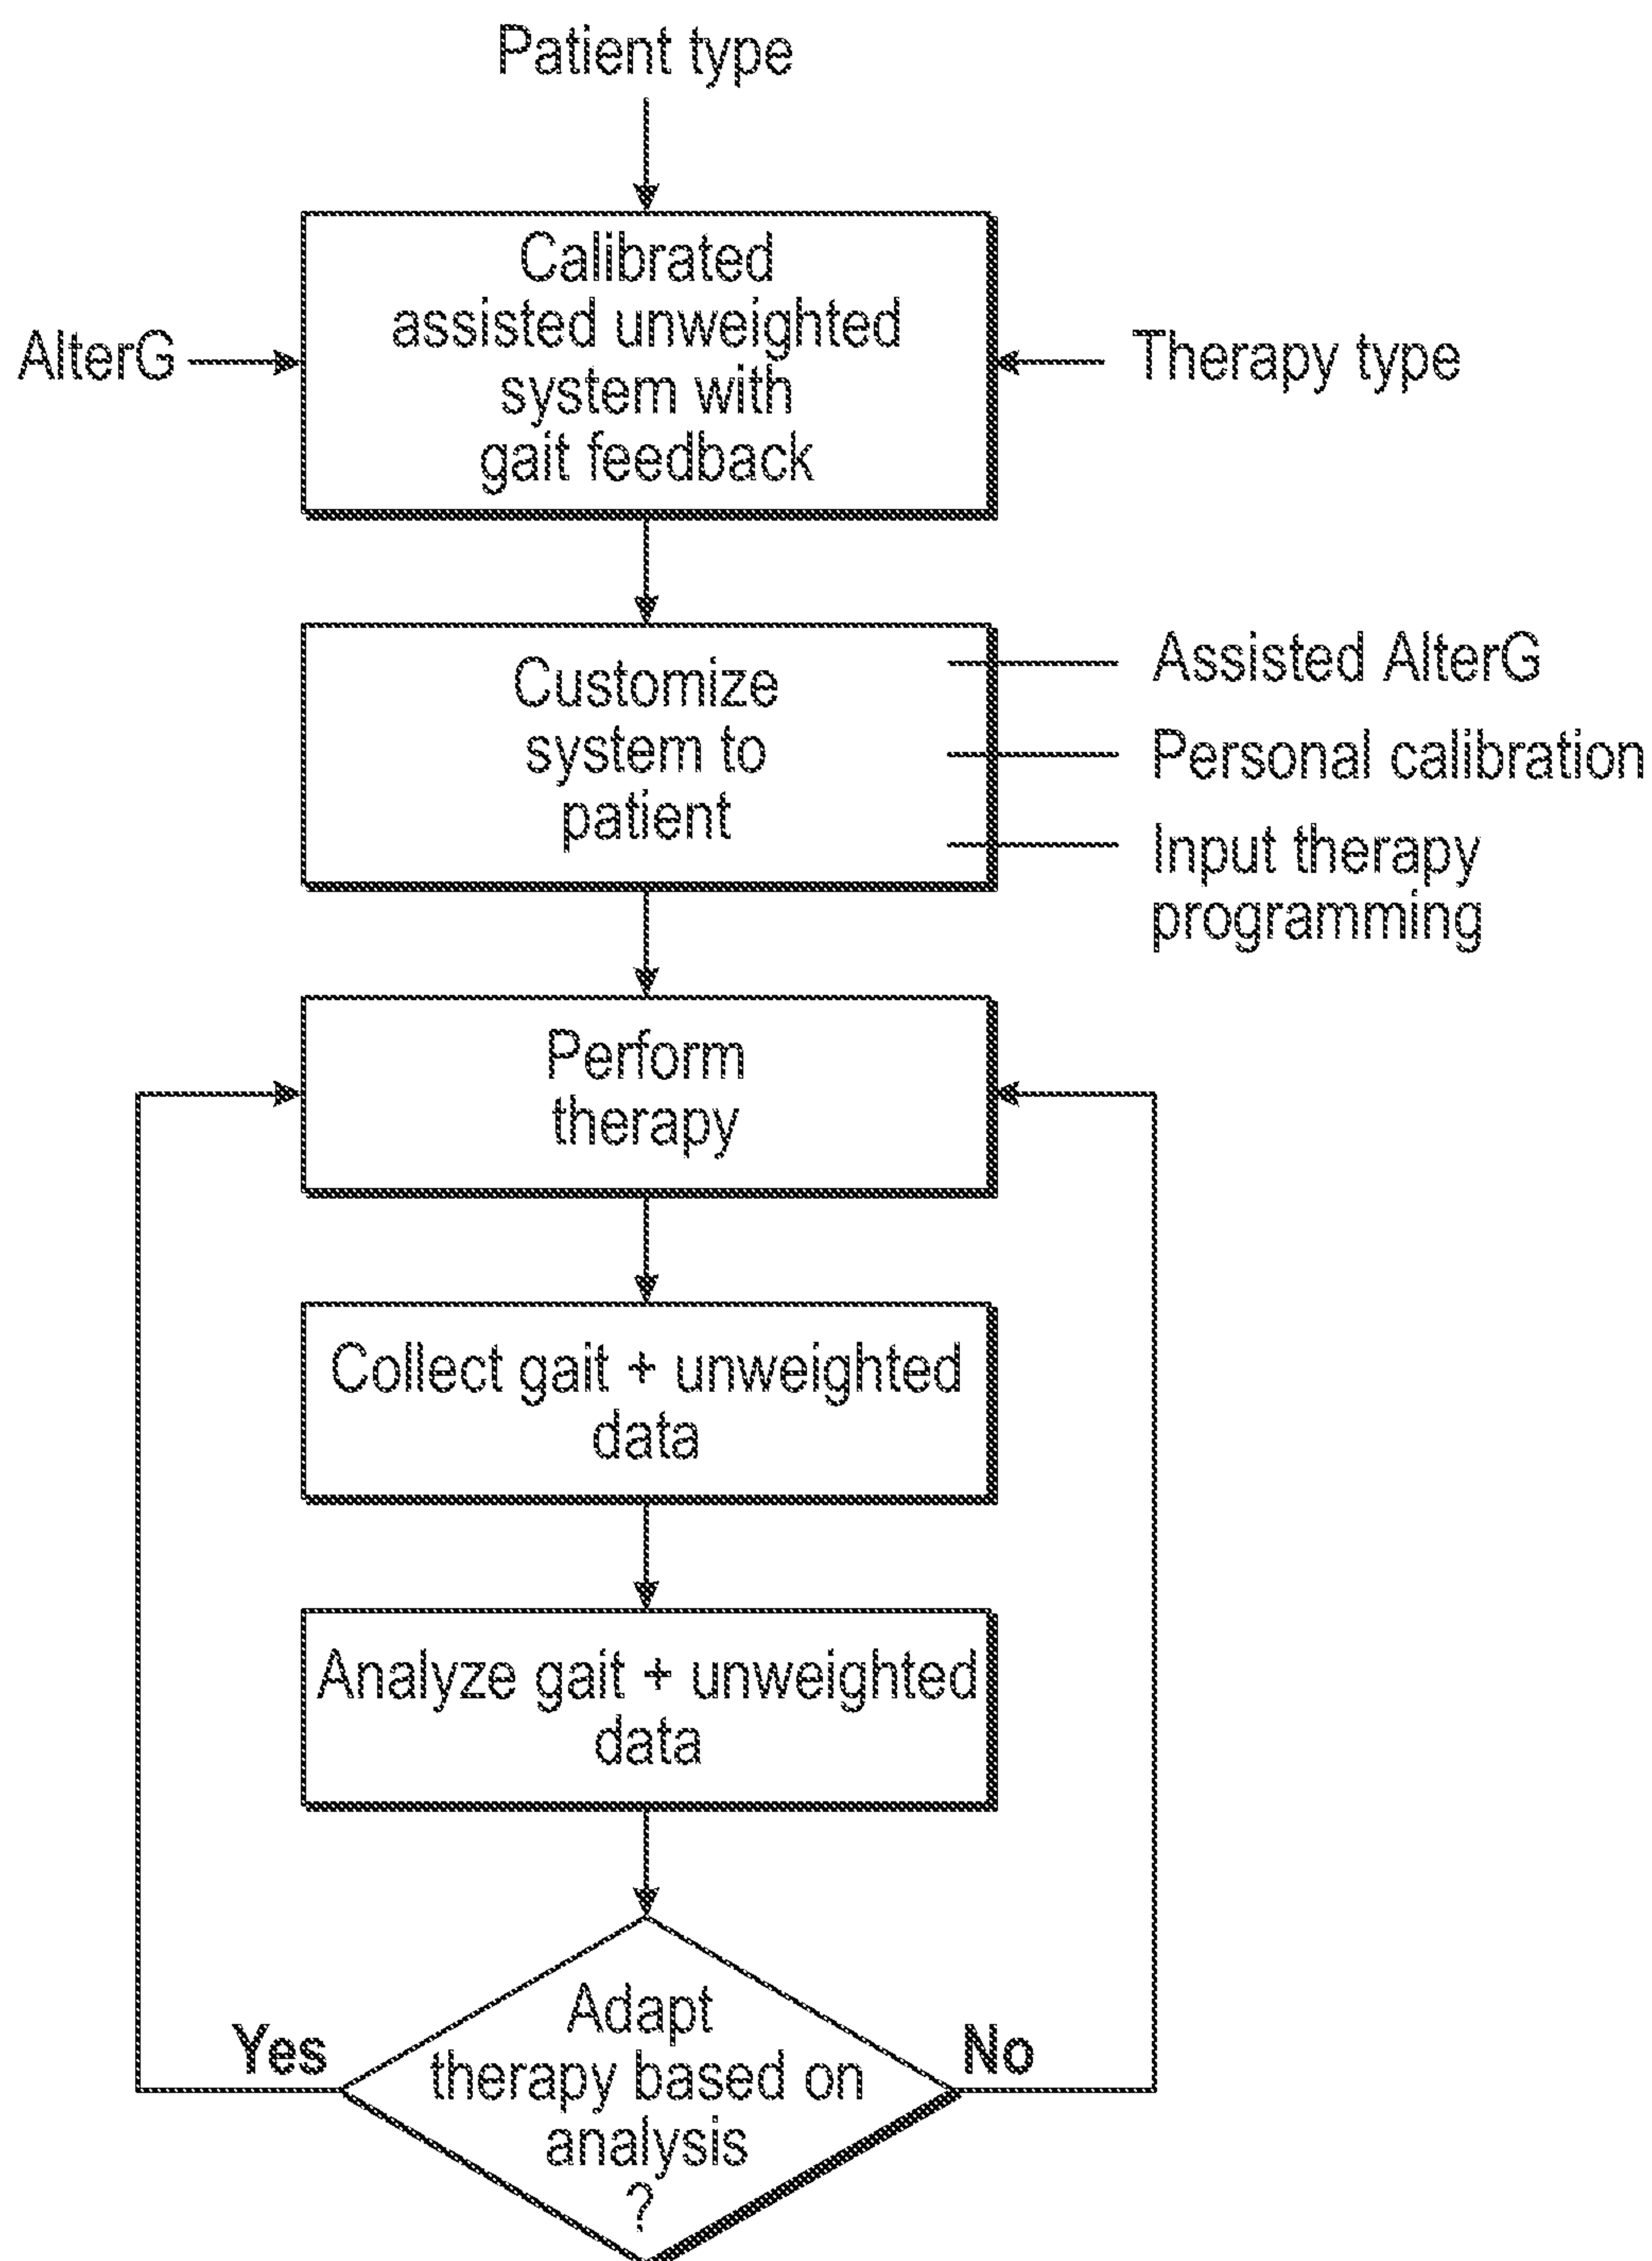 Patient type
Calibrated
assisted unweighted
system with
gait feedback
AlterG
Therapy type
Customize
system to
patient
Assisted AlterG
Personal calibration
Input therapy
programming
Perform
therapy
Collect gait + unweighted
data
Analyze gait + unweighted
data
Adapt
therapy based on
analysis
?
Yes
No